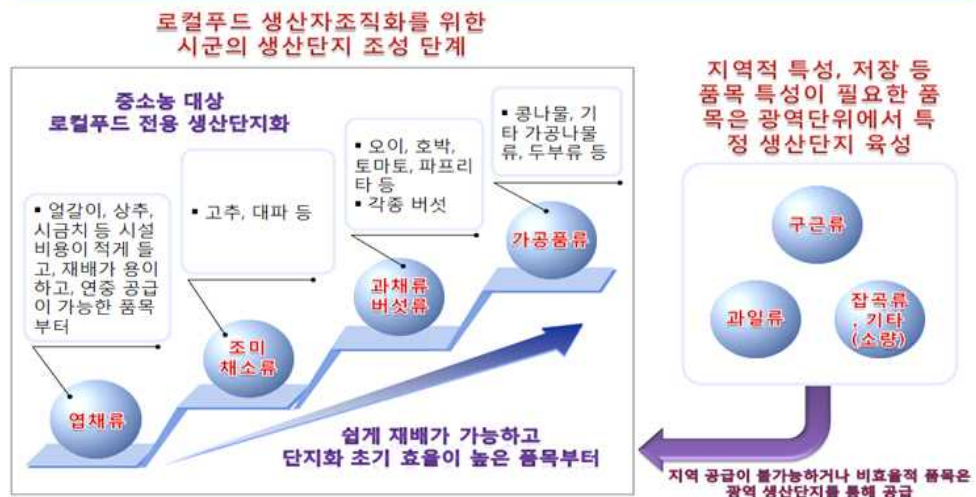 로컬푸드 생산자조직화를 위한
시군의 생산단지 조성 단계
중소농 대상
로컬푸드 전용 생산단지화
▪ 얼갈이, 상추,
시금치 등 시설
비용이 적게 들
고, 재배가 용이
하고, 연중 공급
이 가능한 품목
부터
엽채류
▪ 고추, 대파 등
조미
채소류
▪ 오이, 호박,
토마토, 파프리
타 등
▪ 각종 버섯
과채류
버섯류
▪ 콩나물, 기
타 가공나물
류, 두부류 등
가공품류
쉽게 재배가 가능하고
단지화 초기 효율이 높은 품목부터
지역적 특성, 저장 등
품목 특성이 필요한 품
목은 광역단위에서 특
정 생산단지 육성
구근류
과일류
잡곡류
, 기타
(소량)
지역 공급이 불가능하거나 비효율적 품목은
광역 생산단지를 통해 공급